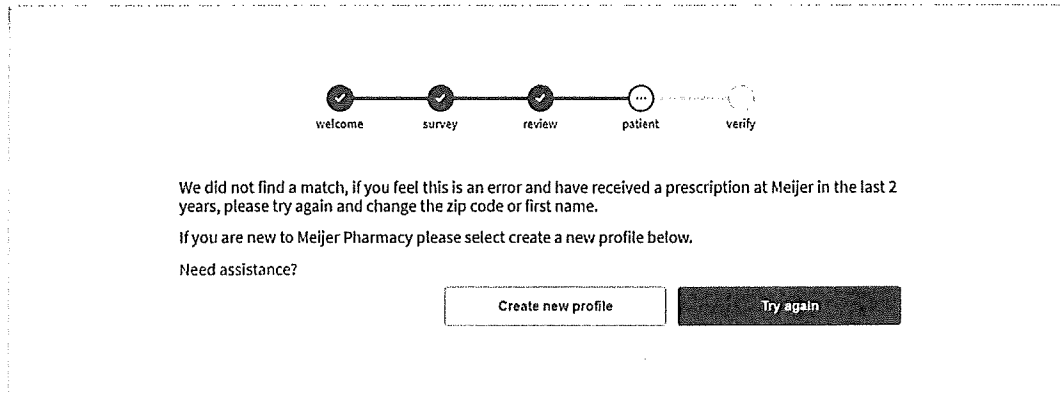 welcome survey review patient verify
We did not find a match, if you feel this is an error and have received a prescription at Meijer in the last 2
years, please try again and change the zip code or first name.
If you are new to Meijer Pharmacy please select create a new profile below.
Need assistance?
Create new profile Try again